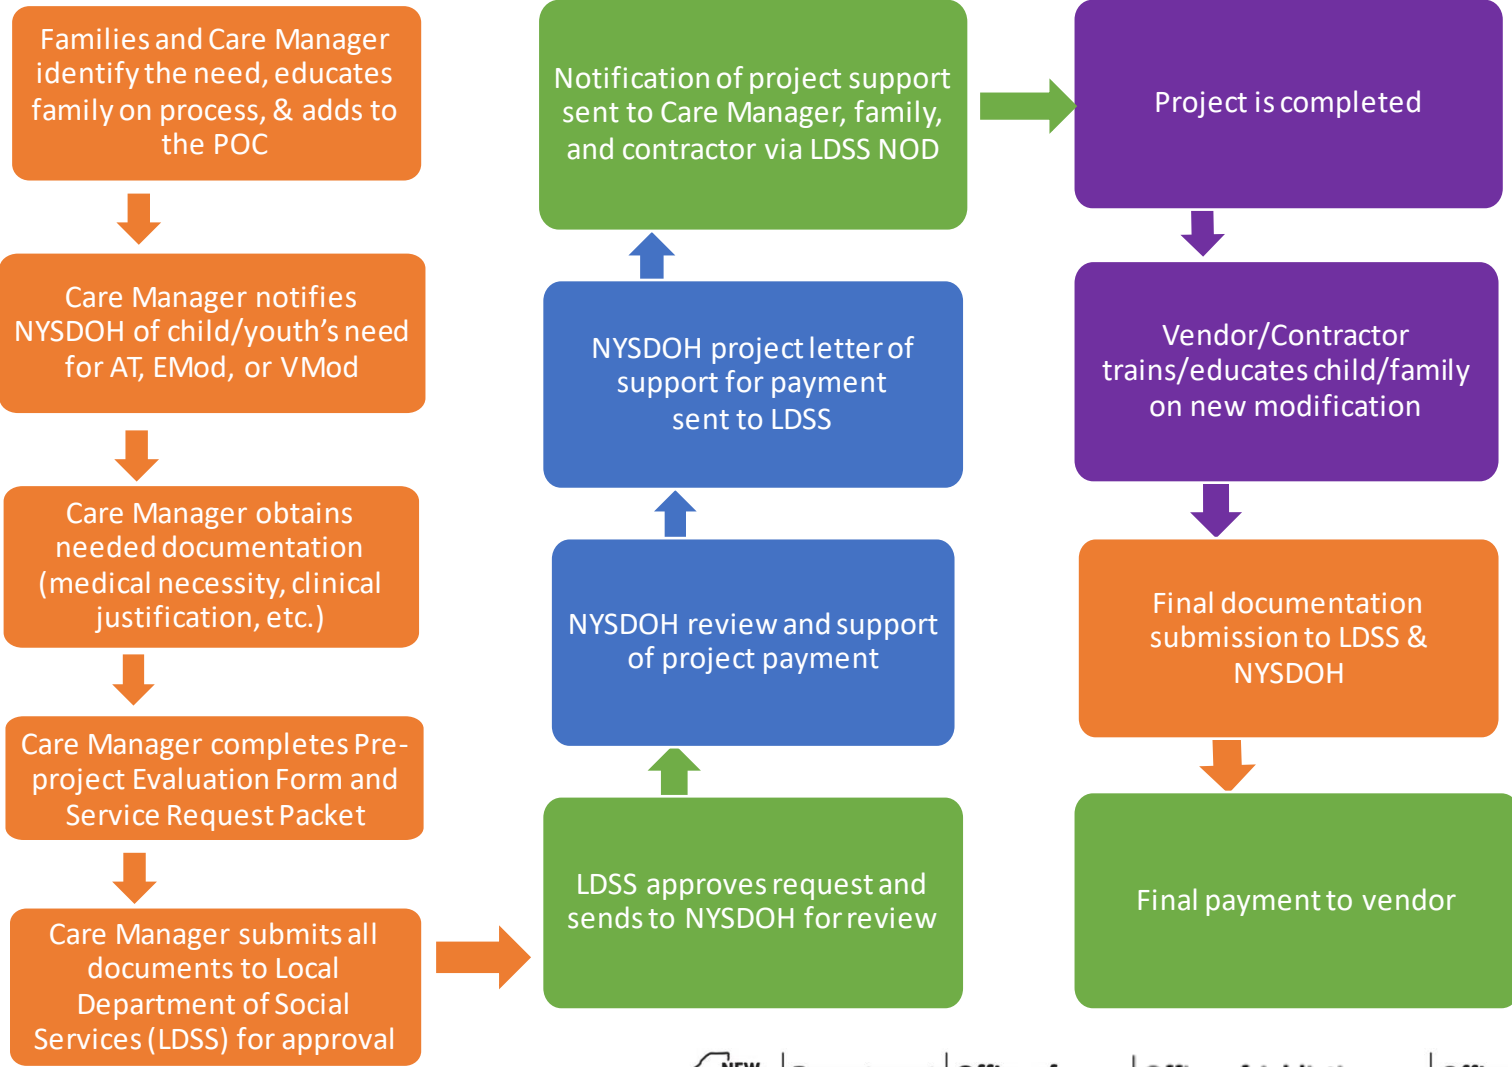 Families and Care Manager
identify the need, educates
family on process, & adds to
the POC
Care Manager notifies
NYSDOH of child/youth's need
for AT, EMod, or VMod
Care Manager obtains
needed documentation
(medical necessity, clinical
justification, etc.)
Care Manager completes Pre-
project Evaluation Form and
Service Request Packet
Care Manager submits all
documents to Local
Department of Social
Services (LDSS) for approval
LDSS approves request and
sends to NYSDOH for review
NYSDOH review and support
of project payment
NYSDOH project letter of
support for payment
sent to LDSS
Notification of project support
sent to Care Manager, family,
and contractor via LDSS NOD
Project is completed
Vendor/Contractor
trains/educates child/family
on new modification
Final documentation
submission to LDSS &
NYSDOH
Final payment to vendor
NEW